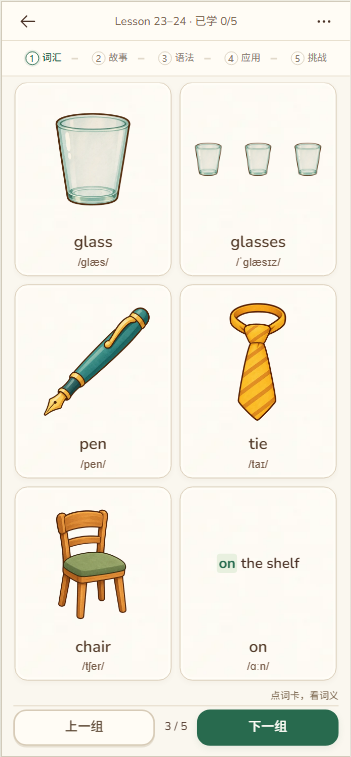 Lesson 23–24 · 已学 0/5
1 词汇 – 2 故事 – 3 语法 – 4 应用 – 5 挑战
glass
/glæs/
glasses
/ˈglæsɪz/
pen
/pen/
tie
/taɪ/
chair
/tʃer/
on the shelf
on
/ɑːn/
点词卡，看词义
上一组
3 / 5
下一组